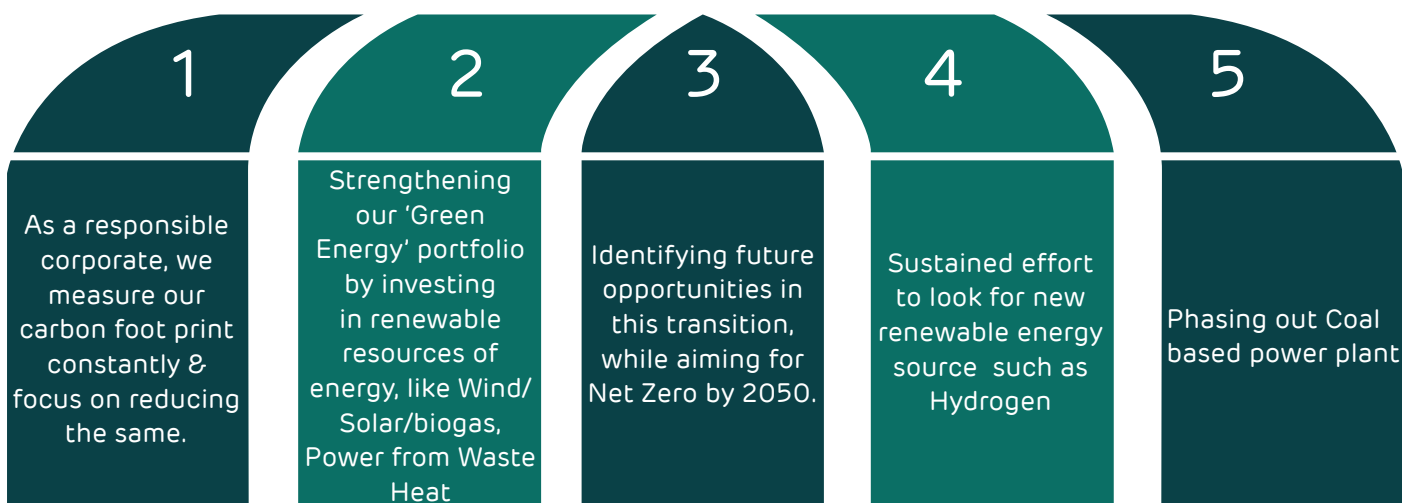 1
As a responsible
corporate, we
measure our
carbon foot print
constantly &
focus on reducing
the same.
2
Strengthening
our ‘Green
Energy’ portfolio
by investing
in renewable
resources of
energy, like Wind/
Solar/biogas,
Power from Waste
Heat
3
Identifying future
opportunities in
this transition,
while aiming for
Net Zero by 2050.
4
Sustained effort
to look for new
renewable energy
source such as
Hydrogen
5
Phasing out Coal
based power plant